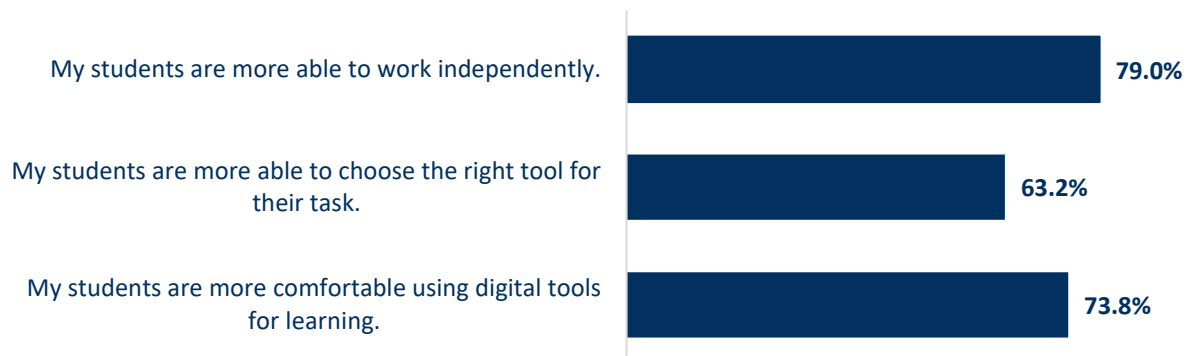 My students are more able to work independently.
79.0%
My students are more able to choose the right tool for
their task.
63.2%
My students are more comfortable using digital tools
for learning.
73.8%